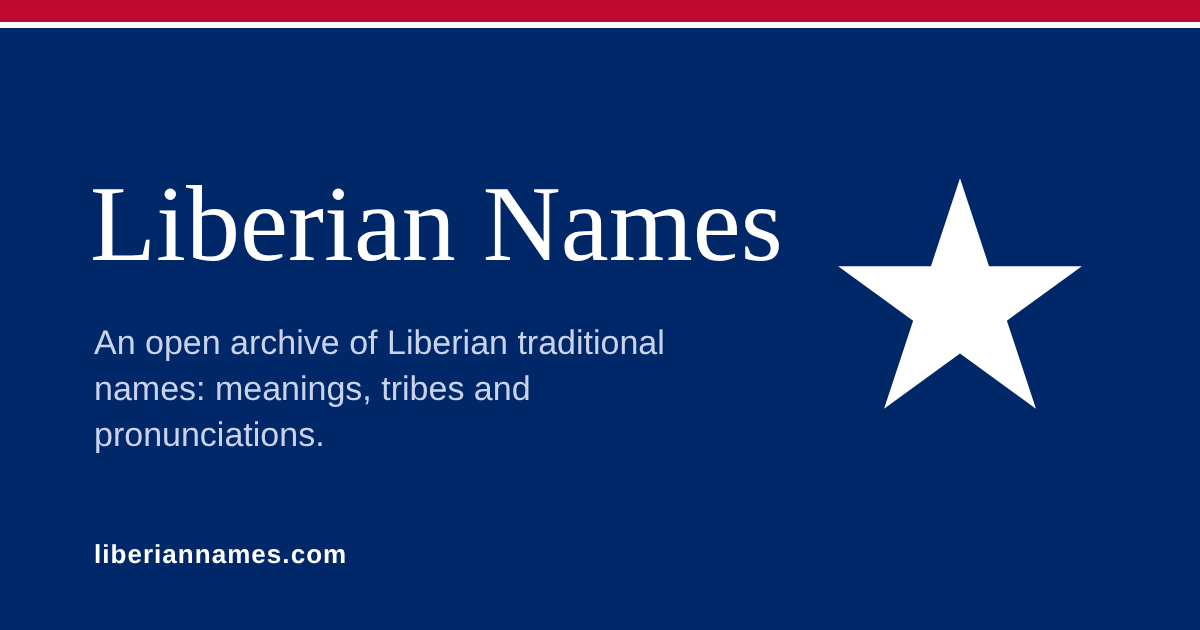 Liberian Names
An open archive of Liberian traditional
names: meanings, tribes and
pronunciations.
liberiannames.com